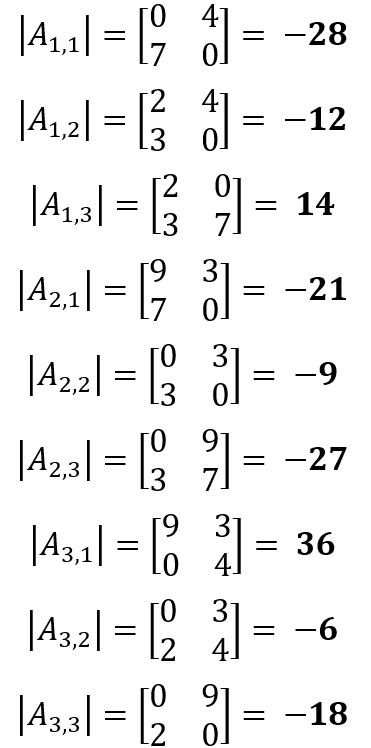 |A₁,₁| = [0 4; 7 0] = −28
|A₁,₂| = [2 4; 3 0] = −12
|A₁,₃| = [2 0; 3 7] = 14
|A₂,₁| = [9 3; 7 0] = −21
|A₂,₂| = [0 3; 3 0] = −9
|A₂,₃| = [0 9; 3 7] = −27
|A₃,₁| = [9 3; 0 4] = 36
|A₃,₂| = [0 3; 2 4] = −6
|A₃,₃| = [0 9; 2 0] = −18